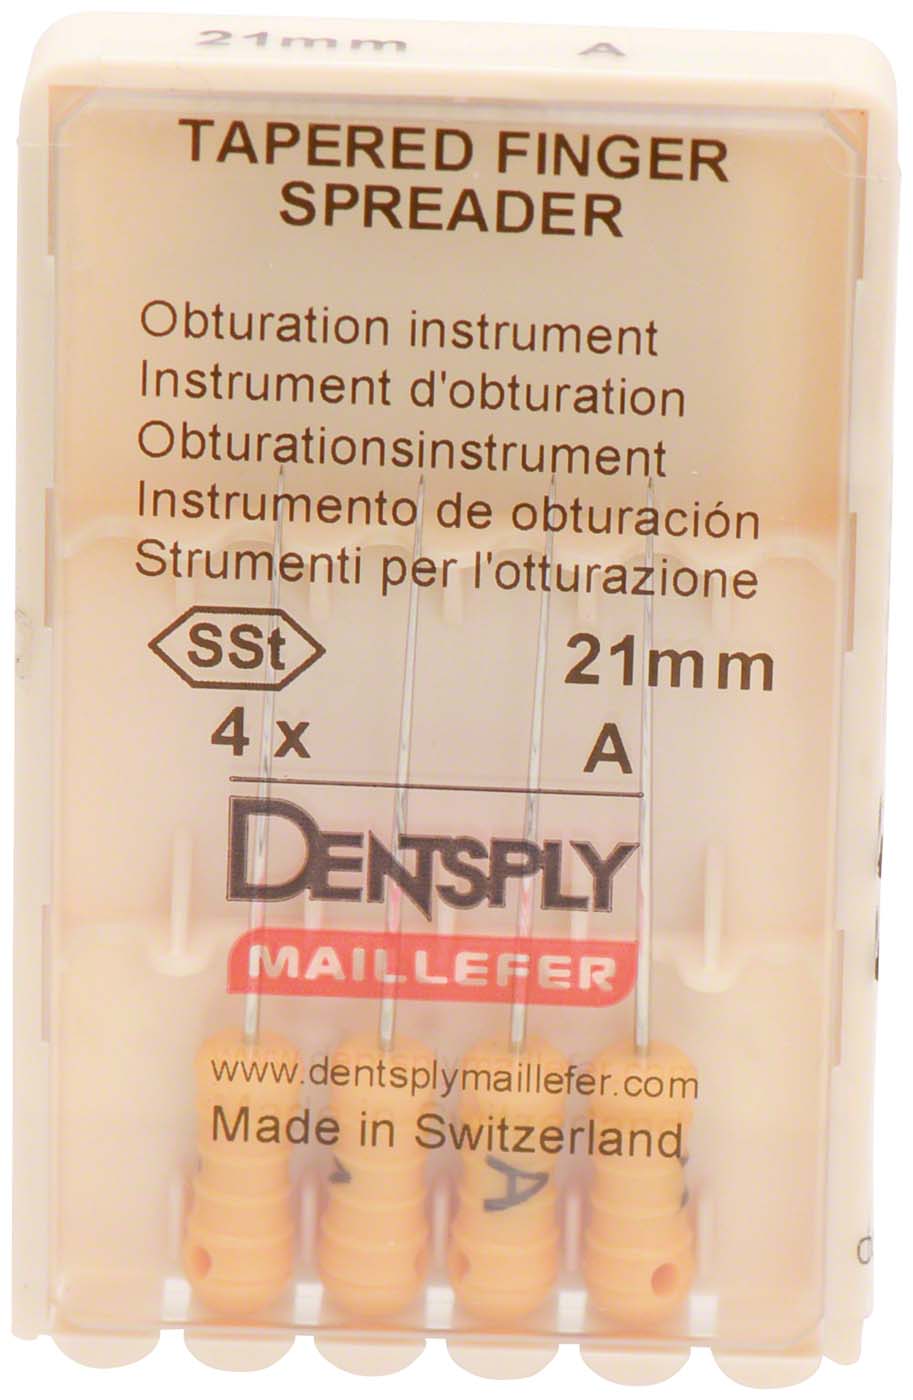 21mm A
TAPERED FINGER
SPREADER
Obturation instrument
Instrument d'obturation
Obturationsinstrument
Instrumento de obturación
Strumenti per l'otturazione
SSt 21mm
4 x A
DENTSPLY
MAILLEFER
www.dentsplymaillefer.com
Made in Switzerland
A